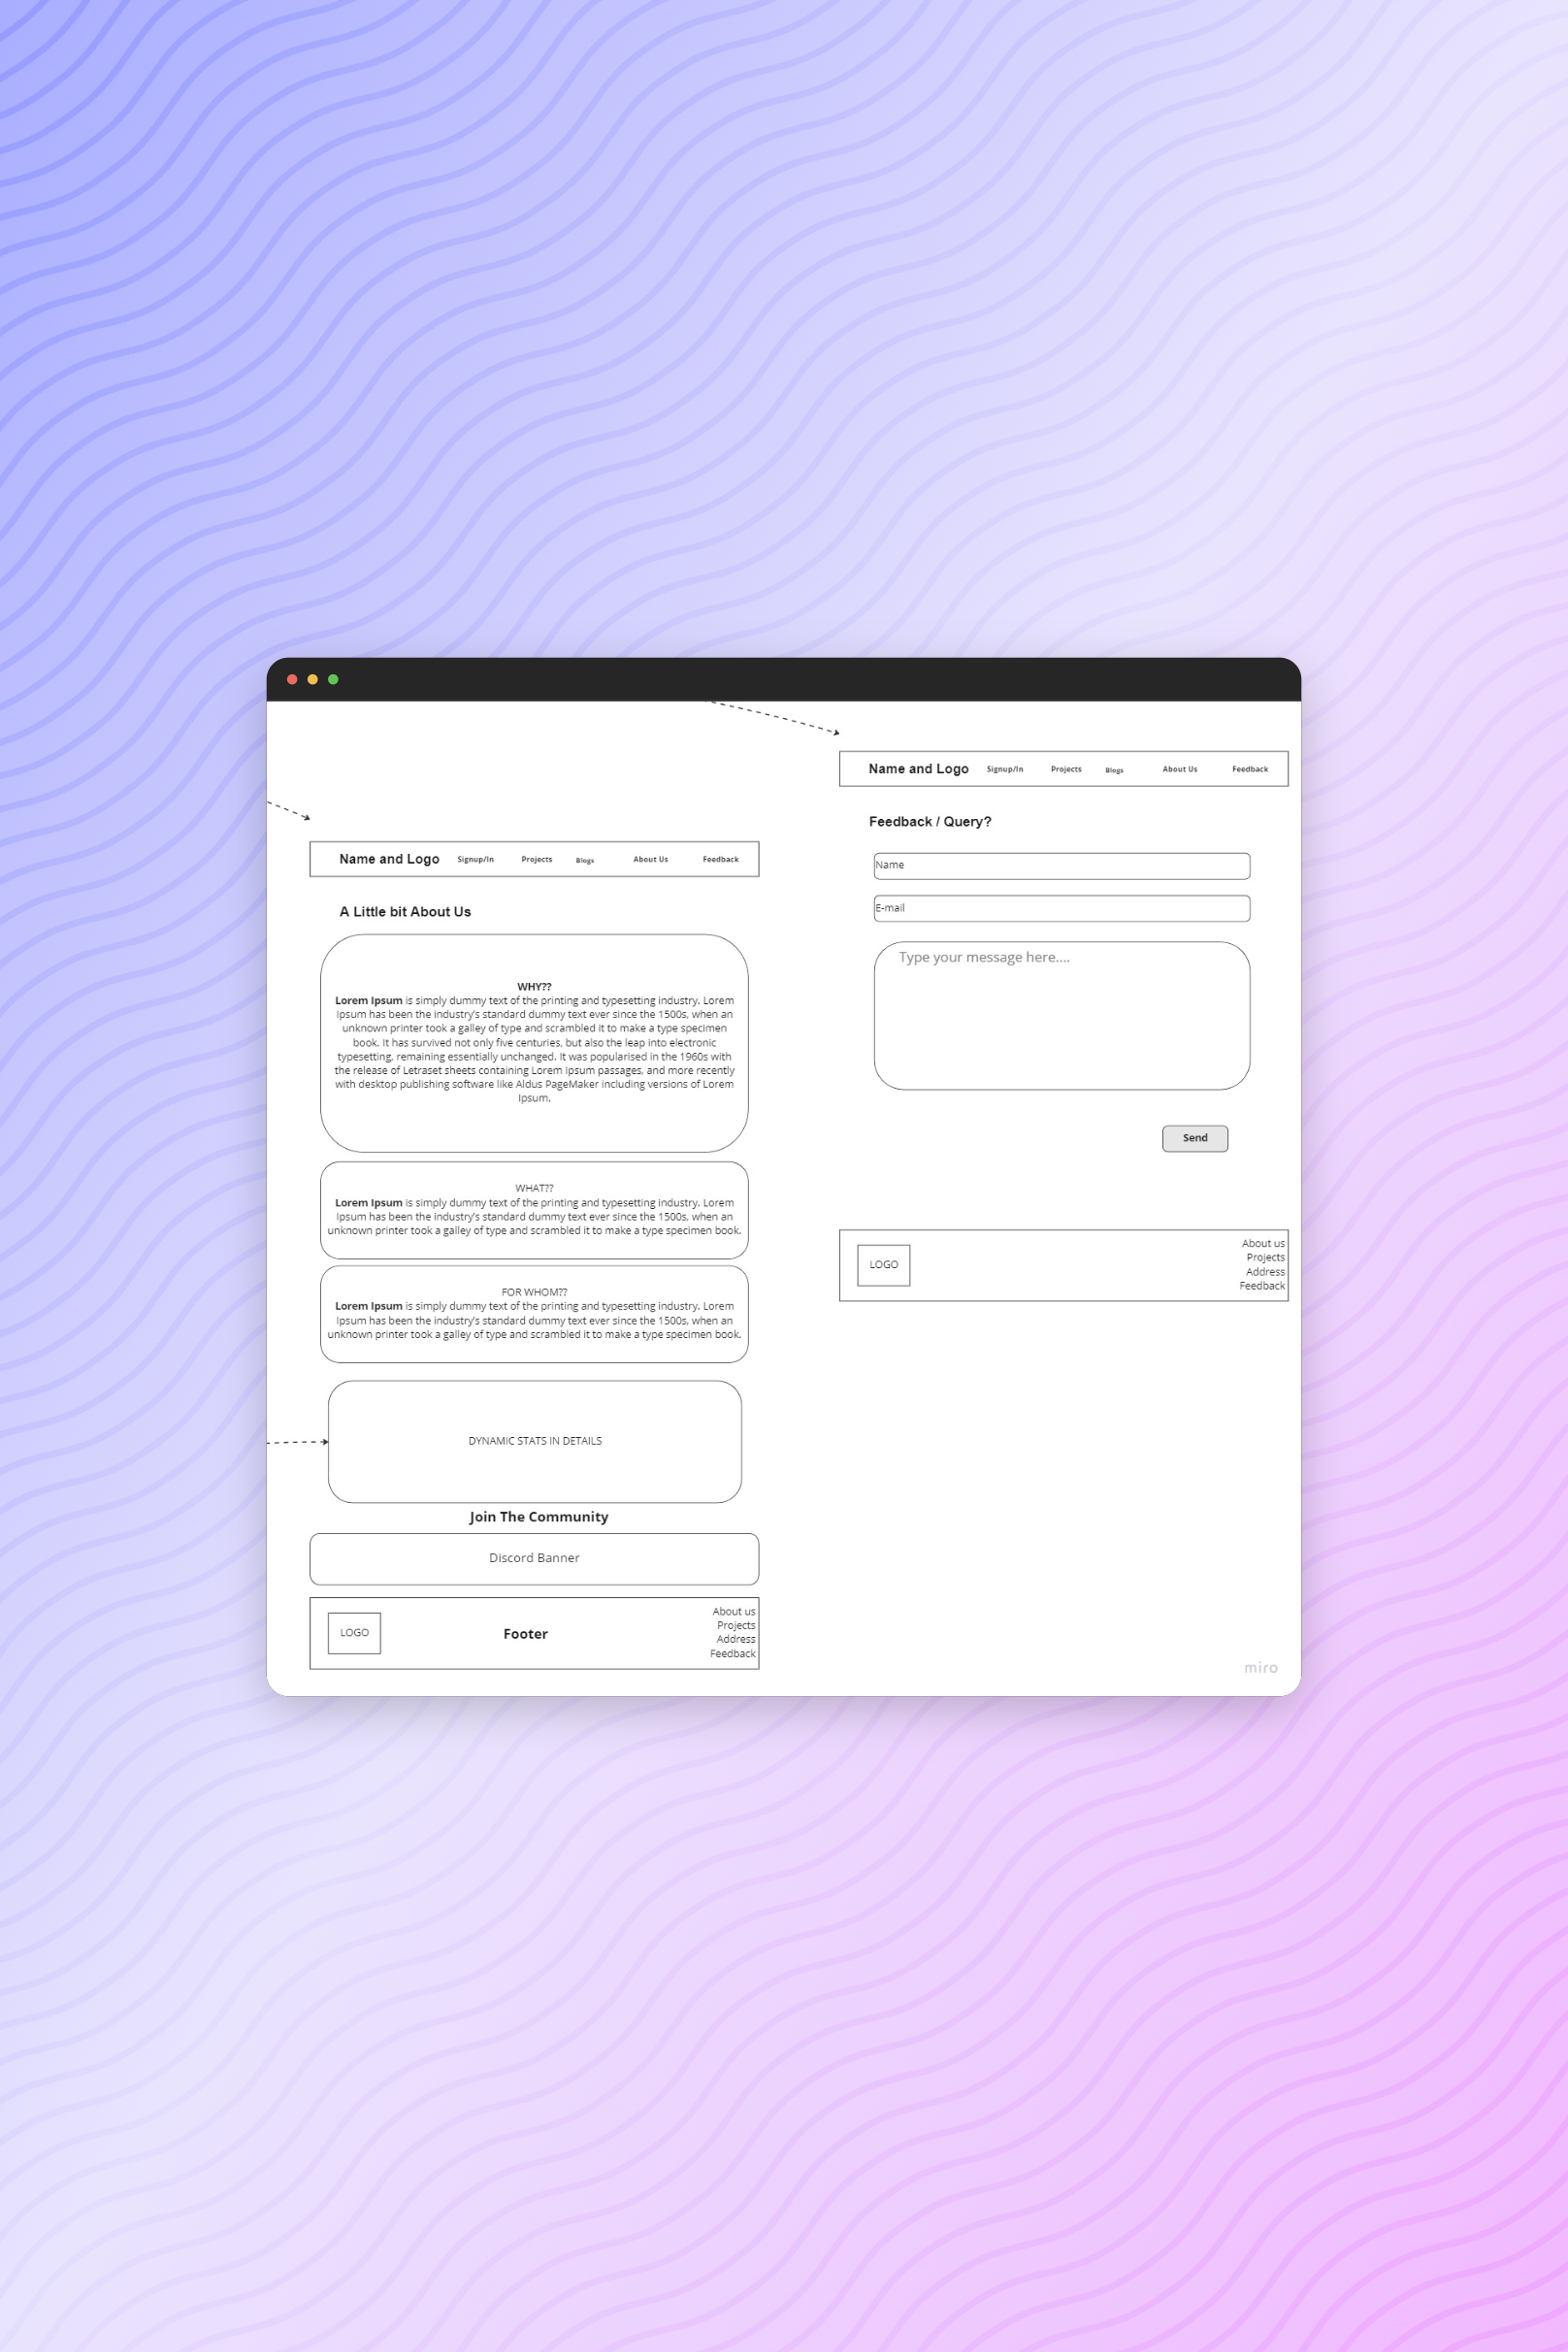 Name and Logo Signup/In Projects Blogs About Us Feedback
A Little bit About Us
WHY??
Lorem Ipsum is simply dummy text of the printing and typesetting industry. Lorem
Ipsum has been the industry's standard dummy text ever since the 1500s, when an
unknown printer took a galley of type and scrambled it to make a type specimen
book. It has survived not only five centuries, but also the leap into electronic
typesetting, remaining essentially unchanged. It was popularised in the 1960s with
the release of Letraset sheets containing Lorem Ipsum passages, and more recently
with desktop publishing software like Aldus PageMaker including versions of Lorem
Ipsum.
WHAT??
Lorem Ipsum is simply dummy text of the printing and typesetting industry. Lorem
Ipsum has been the industry's standard dummy text ever since the 1500s, when an
unknown printer took a galley of type and scrambled it to make a type specimen book.
FOR WHOM??
Lorem Ipsum is simply dummy text of the printing and typesetting industry. Lorem
Ipsum has been the industry's standard dummy text ever since the 1500s, when an
unknown printer took a galley of type and scrambled it to make a type specimen book.
DYNAMIC STATS IN DETAILS
Join The Community
Discord Banner
LOGO
Footer
About us
Projects
Address
Feedback
Name and Logo Signup/In Projects Blogs About Us Feedback
Feedback / Query?
Name
E-mail
Type your message here....
Send
LOGO
About us
Projects
Address
Feedback
miro